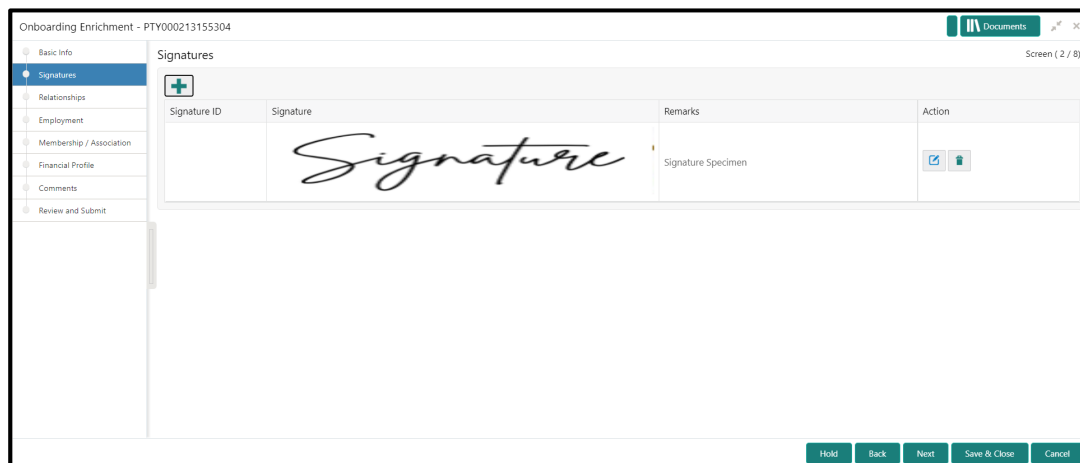 Onboarding Enrichment - PTY000213155304
Documents
Basic Info
Signatures
Relationships
Employment
Membership / Association
Financial Profile
Comments
Review and Submit
Signatures
Screen ( 2 / 8)
Signature ID Signature Remarks Action
Signature Signature Specimen
Hold Back Next Save & Close Cancel